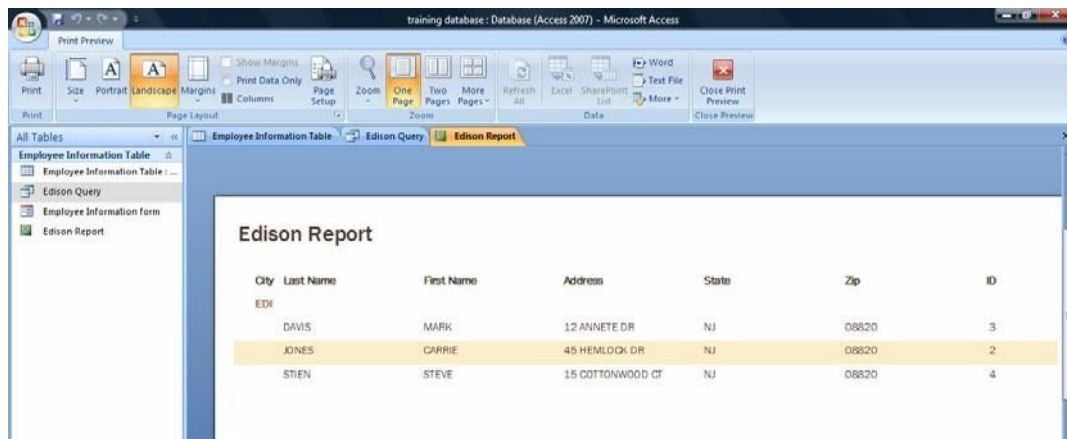 training database : Database (Access 2007) - Microsoft Access
Print Preview
Print
Size
Portrait
Landscape
Margins
Show Margins
Print Data Only
Columns
Page Setup
Zoom
One Page
Two Pages
More Pages
Refresh All
Excel
SharePoint List
Word
Text File
More
Close Print Preview
Print
Page Layout
Zoom
Data
Close Preview
All Tables
Employee Information Table
Employee Information Table : ...
Edison Query
Employee Information form
Edison Report
Employee Information Table
Edison Query
Edison Report
Edison Report
City Last Name First Name Address State Zip ID
EDI
DAVIS MARK 12 ANNETE DR NJ 08820 3
JONES CARRIE 45 HEMLOCK DR NJ 08820 2
STIEN STEVE 15 COTTONWOOD CT NJ 08820 4